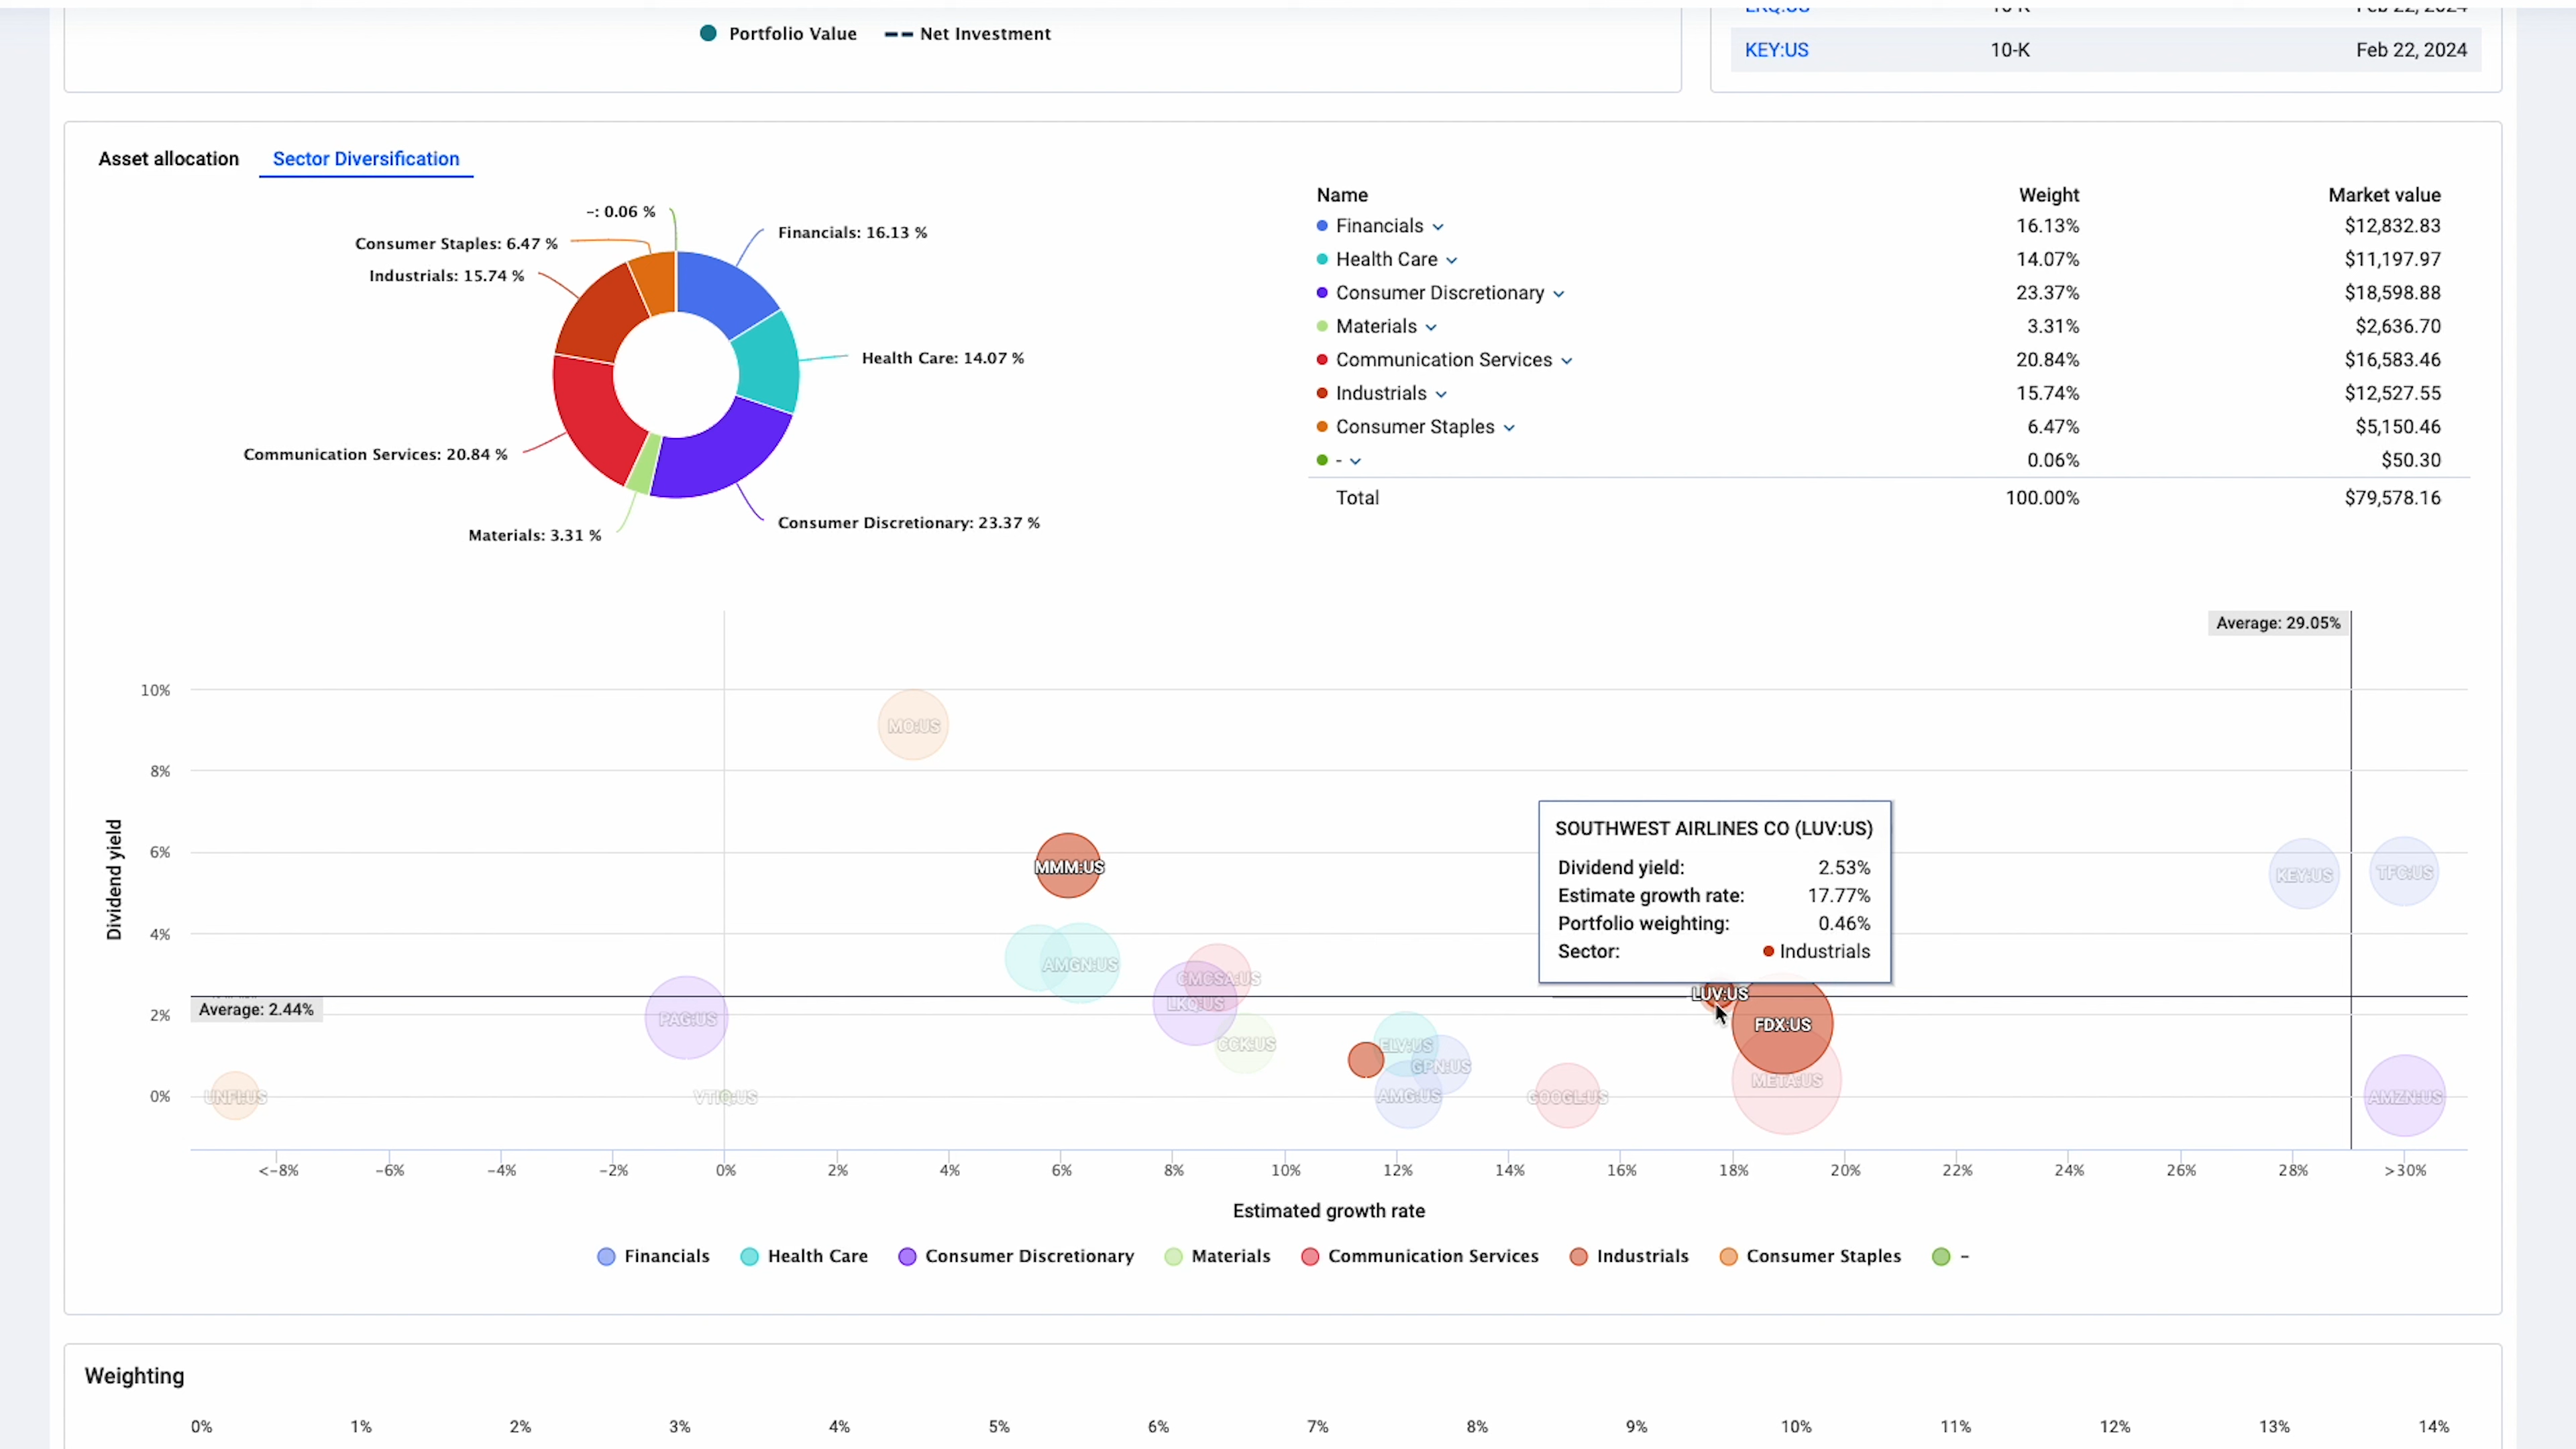 Portfolio Value
Net Investment
LKQ:US 10-K Feb 22, 2024
KEY:US 10-K Feb 22, 2024
Asset allocation
Sector Diversification
-: 0.06 %
Consumer Staples: 6.47 %
Industrials: 15.74 %
Communication Services: 20.84 %
Materials: 3.31 %
Financials: 16.13 %
Health Care: 14.07 %
Consumer Discretionary: 23.37 %
Name Weight Market value
Financials 16.13% $12,832.83
Health Care 14.07% $11,197.97
Consumer Discretionary 23.37% $18,598.88
Materials 3.31% $2,636.70
Communication Services 20.84% $16,583.46
Industrials 15.74% $12,527.55
Consumer Staples 6.47% $5,150.46
- 0.06% $50.30
Total 100.00% $79,578.16
Average: 29.05%
Dividend yield
10%
8%
6%
4%
2%
0%
Average: 2.44%
MO:US
MMM:US
KEY:US
TFC:US
AMGN:US
CMCSA:US
LKQ:US
PAG:US
CCK:US
ELV:US
GPN:US
AMG:US
UNFI:US
VTIQ:US
GOOGL:US
META:US
AMZN:US
LUV:US
FDX:US
SOUTHWEST AIRLINES CO (LUV:US)
Dividend yield: 2.53%
Estimate growth rate: 17.77%
Portfolio weighting: 0.46%
Sector: Industrials
<-8% -6% -4% -2% 0% 2% 4% 6% 8% 10% 12% 14% 16% 18% 20% 22% 24% 26% 28% >30%
Estimated growth rate
Financials Health Care Consumer Discretionary Materials Communication Services Industrials Consumer Staples -
Weighting
0% 1% 2% 3% 4% 5% 6% 7% 8% 9% 10% 11% 12% 13% 14%